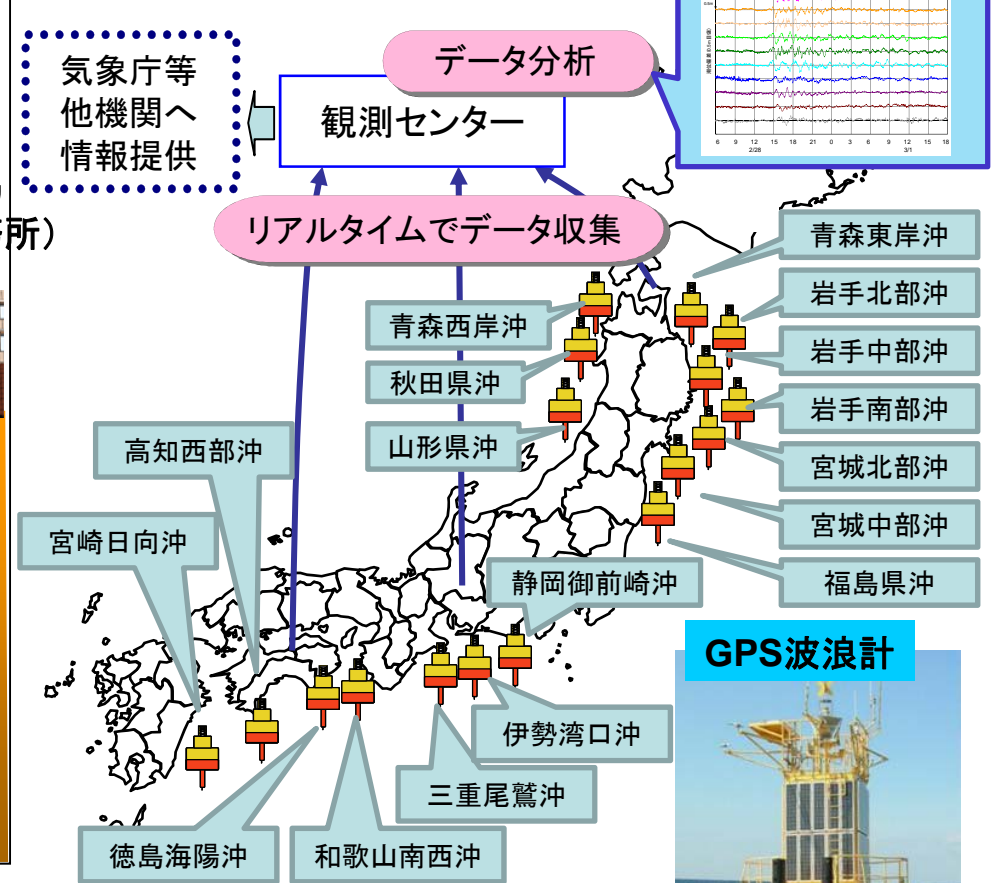 気象庁等
他機関へ
情報提供
データ分析
観測センター
6 9 12 15 18 21 0 3 6 9 12 15 18
2/28 3/1
所）
リアルタイムでデータ収集
青森東岸沖
岩手北部沖
岩手中部沖
岩手南部沖
宮城北部沖
宮城中部沖
福島県沖
青森西岸沖
秋田県沖
山形県沖
高知西部沖
宮崎日向沖
静岡御前崎沖
伊勢湾口沖
三重尾鷲沖
徳島海陽沖
和歌山南西沖
GPS波浪計